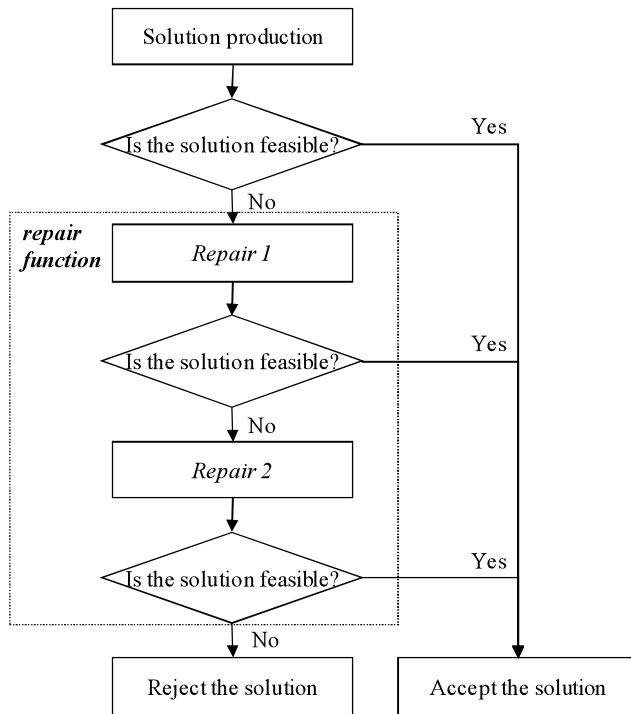 Solution production
Is the solution feasible?
Yes
No
repair
function
Repair 1
Is the solution feasible?
Yes
No
Repair 2
Is the solution feasible?
Yes
No
Reject the solution
Accept the solution